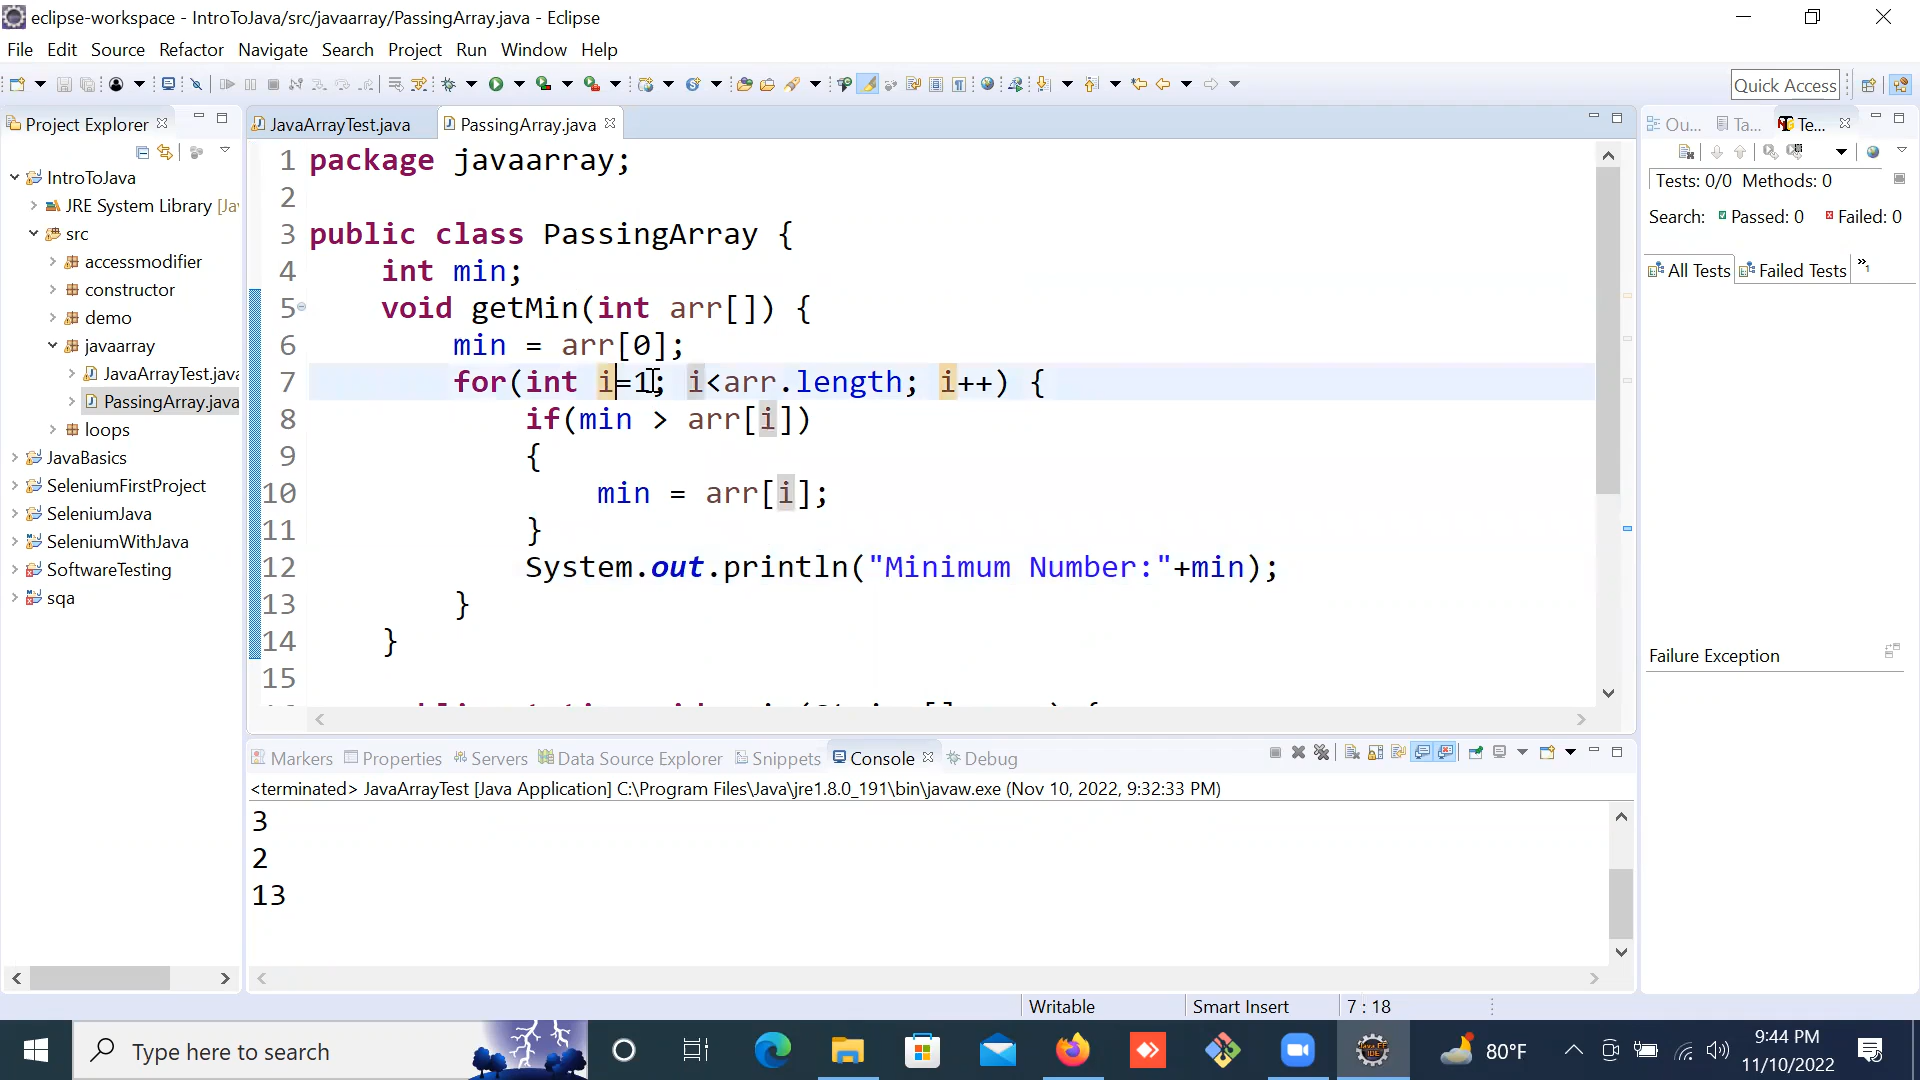 eclipse-workspace - IntroToJava/src/javaarray/PassingArray.java - Eclipse
File Edit Source Refactor Navigate Search Project Run Window Help
Quick Access
Project Explorer
IntroToJava
JRE System Library [Ja
src
accessmodifier
constructor
demo
javaarray
JavaArrayTest.java
PassingArray.java
loops
JavaBasics
SeleniumFirstProject
SeleniumJava
SeleniumWithJava
SoftwareTesting
sqa
JavaArrayTest.java PassingArray.java
1 package javaarray;
2
3 public class PassingArray {
4 int min;
5 void getMin(int arr[]) {
6 min = arr[0];
7 for(int i=1; i<arr.length; i++) {
8 if(min > arr[i])
9 {
10 min = arr[i];
11 }
12 System.out.println("Minimum Number:"+min);
13 }
14 }
15
Ou... Ta... Te...
Tests: 0/0 Methods: 0
Search: Passed: 0 Failed: 0
All Tests Failed Tests »1
Failure Exception
Markers Properties Servers Data Source Explorer Snippets Console Debug
<terminated> JavaArrayTest [Java Application] C:\Program Files\Java\jre1.8.0_191\bin\javaw.exe (Nov 10, 2022, 9:32:33 PM)
3
2
13
Writable Smart Insert 7 : 18
Type here to search
Java EE
IDE
80°F
9:44 PM
11/10/2022